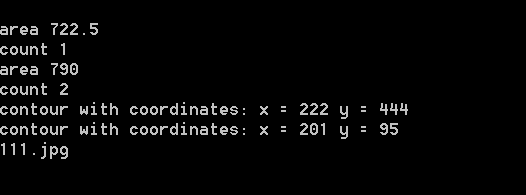 area 722.5
count 1
area 790
count 2
contour with coordinates: x = 222 y = 444
contour with coordinates: x = 201 y = 95
111.jpg